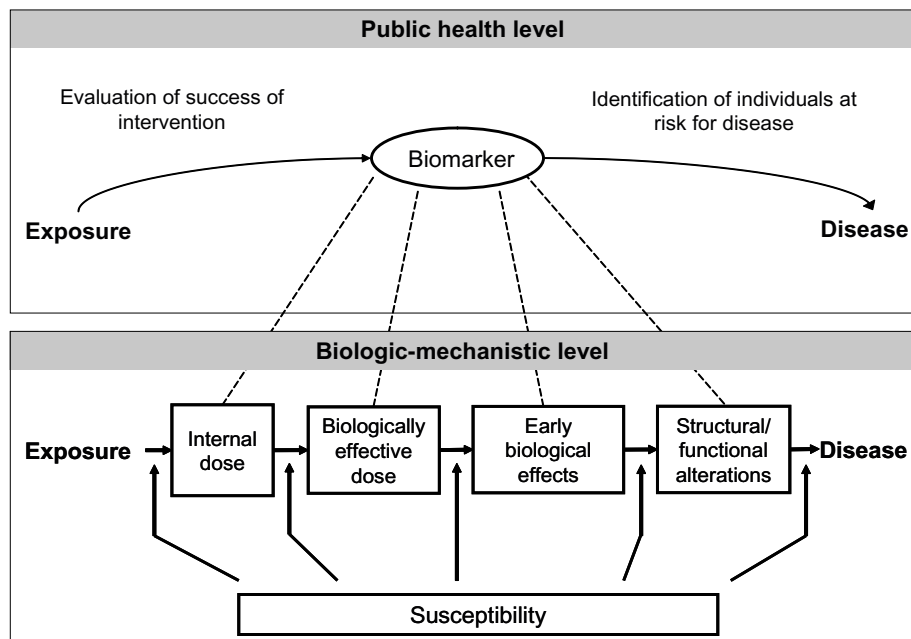 Public health level
Evaluation of success of
intervention
Identification of individuals at
risk for disease
Biomarker
Exposure
Disease
Biologic-mechanistic level
Exposure
Internal
dose
Biologically
effective
dose
Early
biological
effects
Structural/
functional
alterations
Disease
Susceptibility